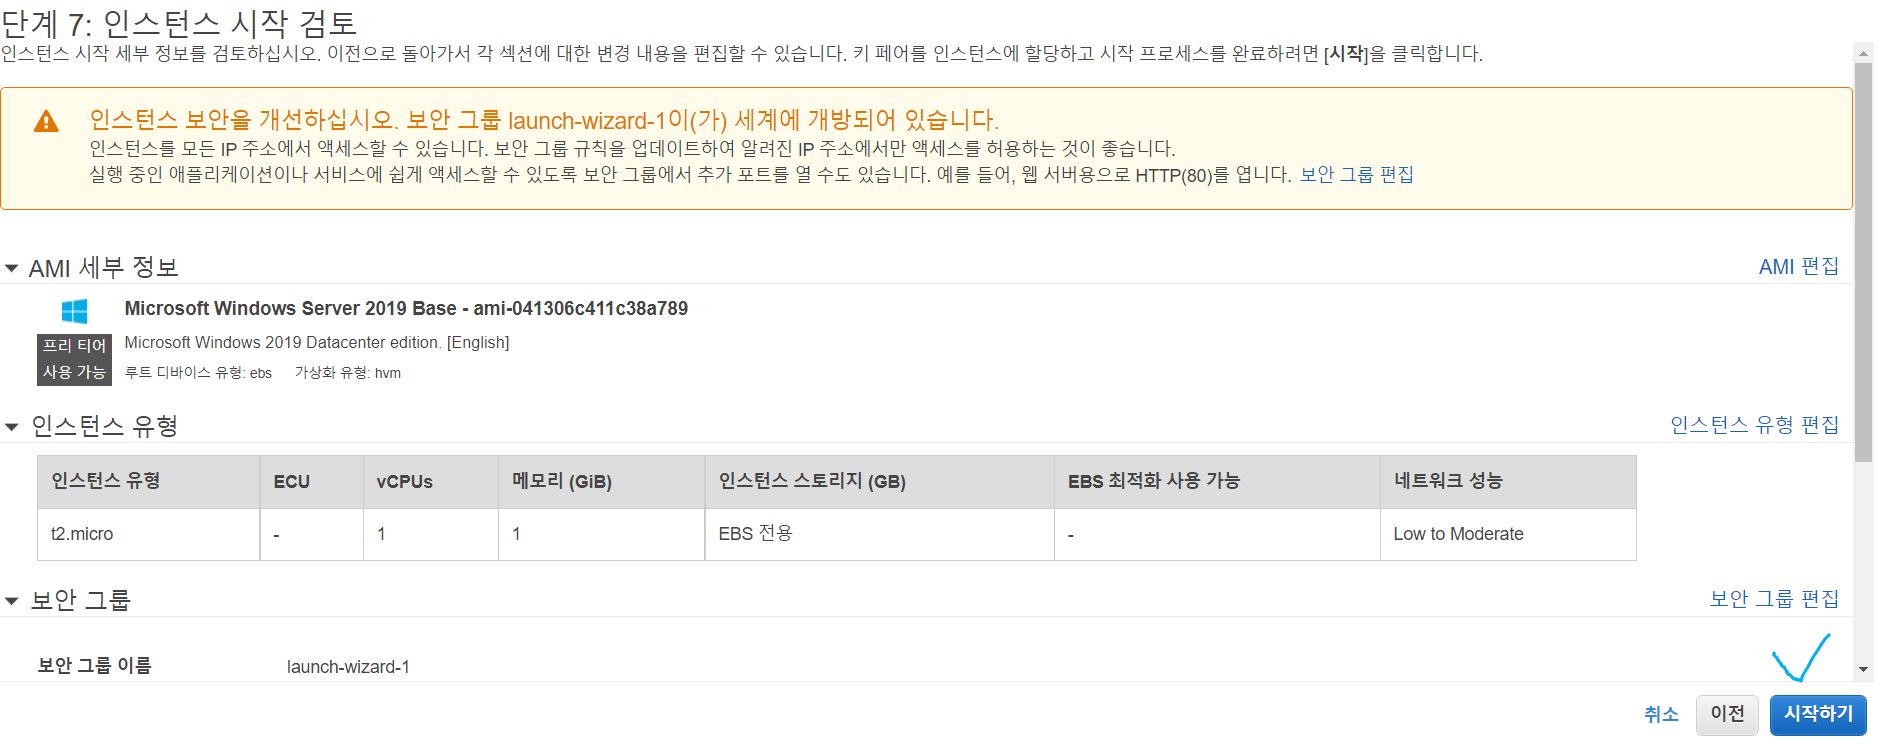 단계 7: 인스턴스 시작 검토
인스턴스 시작 세부 정보를 검토하십시오. 이전으로 돌아가서 각 섹션에 대한 변경 내용을 편집할 수 있습니다. 키 페어를 인스턴스에 할당하고 시작 프로세스를 완료하려면 [시작]을 클릭합니다.
인스턴스 보안을 개선하십시오. 보안 그룹 launch-wizard-1이(가) 세계에 개방되어 있습니다.
인스턴스를 모든 IP 주소에서 액세스할 수 있습니다. 보안 그룹 규칙을 업데이트하여 알려진 IP 주소에서만 액세스를 허용하는 것이 좋습니다.
실행 중인 애플리케이션이나 서비스에 쉽게 액세스할 수 있도록 보안 그룹에서 추가 포트를 열 수도 있습니다. 예를 들어, 웹 서버용으로 HTTP(80)를 엽니다. 보안 그룹 편집
AMI 세부 정보 AMI 편집
Microsoft Windows Server 2019 Base - ami-041306c411c38a789
프리 티어 Microsoft Windows 2019 Datacenter edition. [English]
사용 가능 루트 디바이스 유형: ebs 가상화 유형: hvm
인스턴스 유형 인스턴스 유형 편집
인스턴스 유형 ECU vCPUs 메모리 (GiB) 인스턴스 스토리지 (GB) EBS 최적화 사용 가능 네트워크 성능
t2.micro - 1 1 EBS 전용 - Low to Moderate
보안 그룹 보안 그룹 편집
보안 그룹 이름 launch-wizard-1
취소 이전 시작하기